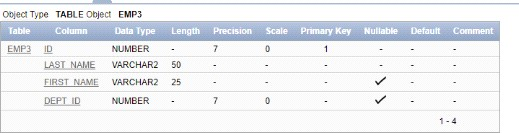 Object Type TABLE Object EMP3
Table Column Data Type Length Precision Scale Primary Key Nullable Default Comment
EMP3 ID NUMBER - 7 0 1 - - -
LAST_NAME VARCHAR2 50 - - - - - -
FIRST_NAME VARCHAR2 25 - - - ✓ - -
DEPT_ID NUMBER - 7 0 - ✓ - -
1 - 4